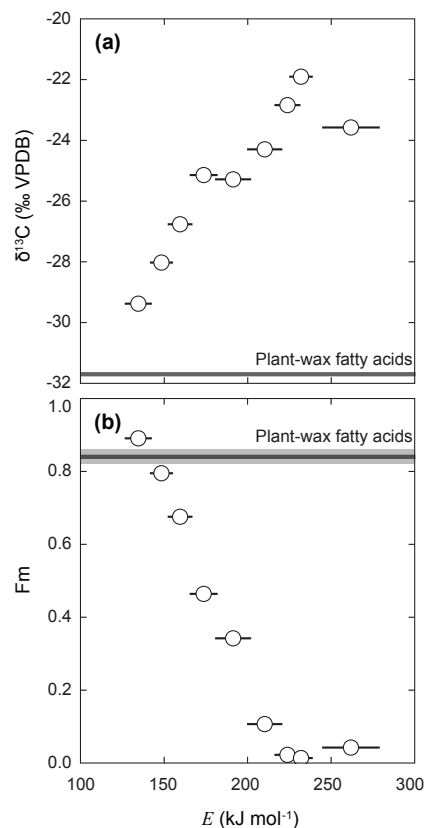 (a)
-20
-22
-24
-26
-28
-30
-32
δ¹³C (‰ VPDB)
Plant-wax fatty acids
(b)
1.0
0.8
0.6
0.4
0.2
0.0
Fm
Plant-wax fatty acids
100 150 200 250 300
E (kJ mol⁻¹)